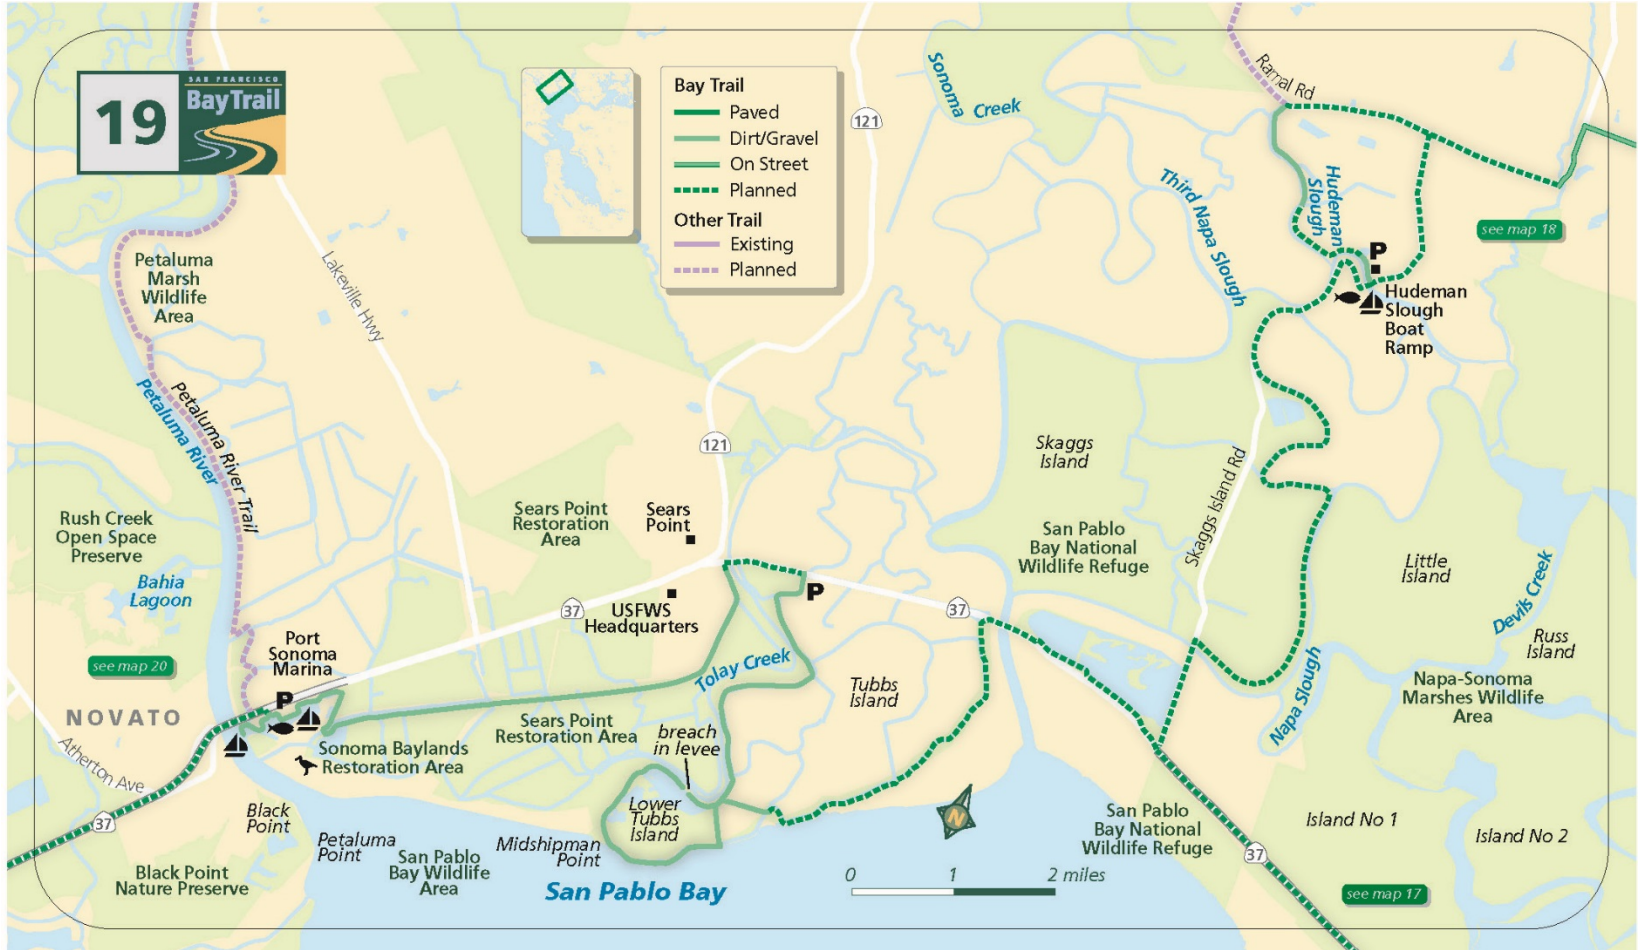 19
SAN FRANCISCO
BayTrail
Bay Trail
Paved
Dirt/Gravel
On Street
Planned
Other Trail
Existing
Planned
121
Sonoma
Creek
Ramal Rd
Third Napa Slough
Hudeman
Slough
see map 18
P
Hudeman
Slough
Boat
Ramp
Petaluma
Marsh
Wildlife
Area
Lakeville Hwy
Petaluma River
Petaluma River Trail
121
Skaggs
Island
Skaggs Island Rd
Sears Point
Restoration
Area
Sears
Point
Rush Creek
Open Space
Preserve
Bahia
Lagoon
San Pablo
Bay National
Wildlife Refuge
Little
Island
Devils Creek
Russ
Island
37
USFWS
Headquarters
P
37
Port
Sonoma
Marina
see map 20
P
NOVATO
Atherton Ave
37
Tolay Creek
Tubbs
Island
Napa Slough
Napa-Sonoma
Marshes Wildlife
Area
Sears Point
Restoration Area
breach
in levee
Sonoma Baylands
Restoration Area
Black
Point
Petaluma
Point
Midshipman
Point
Lower
Tubbs
Island
N
San Pablo
Bay National
Wildlife Refuge
Island No 1
Island No 2
37
Black Point
Nature Preserve
San Pablo
Bay Wildlife
Area
San Pablo Bay
0 1 2 miles
see map 17